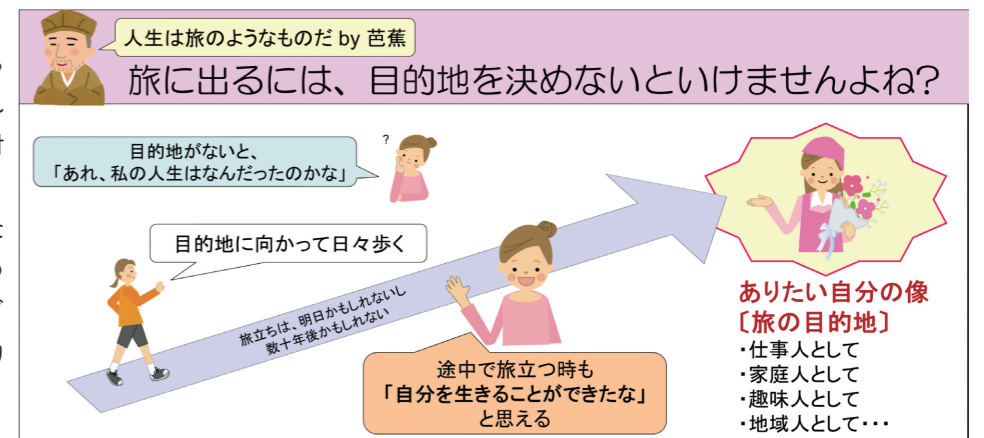 人生は旅のようなものだ by 芭蕉
旅に出るには、目的地を決めないといけませんよね?
目的地がないと、
「あれ、私の人生はなんだったのかな」
?
目的地に向かって日々歩く
旅立ちは、明日かもしれないし
数十年後かもしれない
途中で旅立つ時も
「自分を生きることができたな」
と思える
ありたい自分の像
〔旅の目的地〕
・仕事人として
・家庭人として
・趣味人として
・地域人として・・・